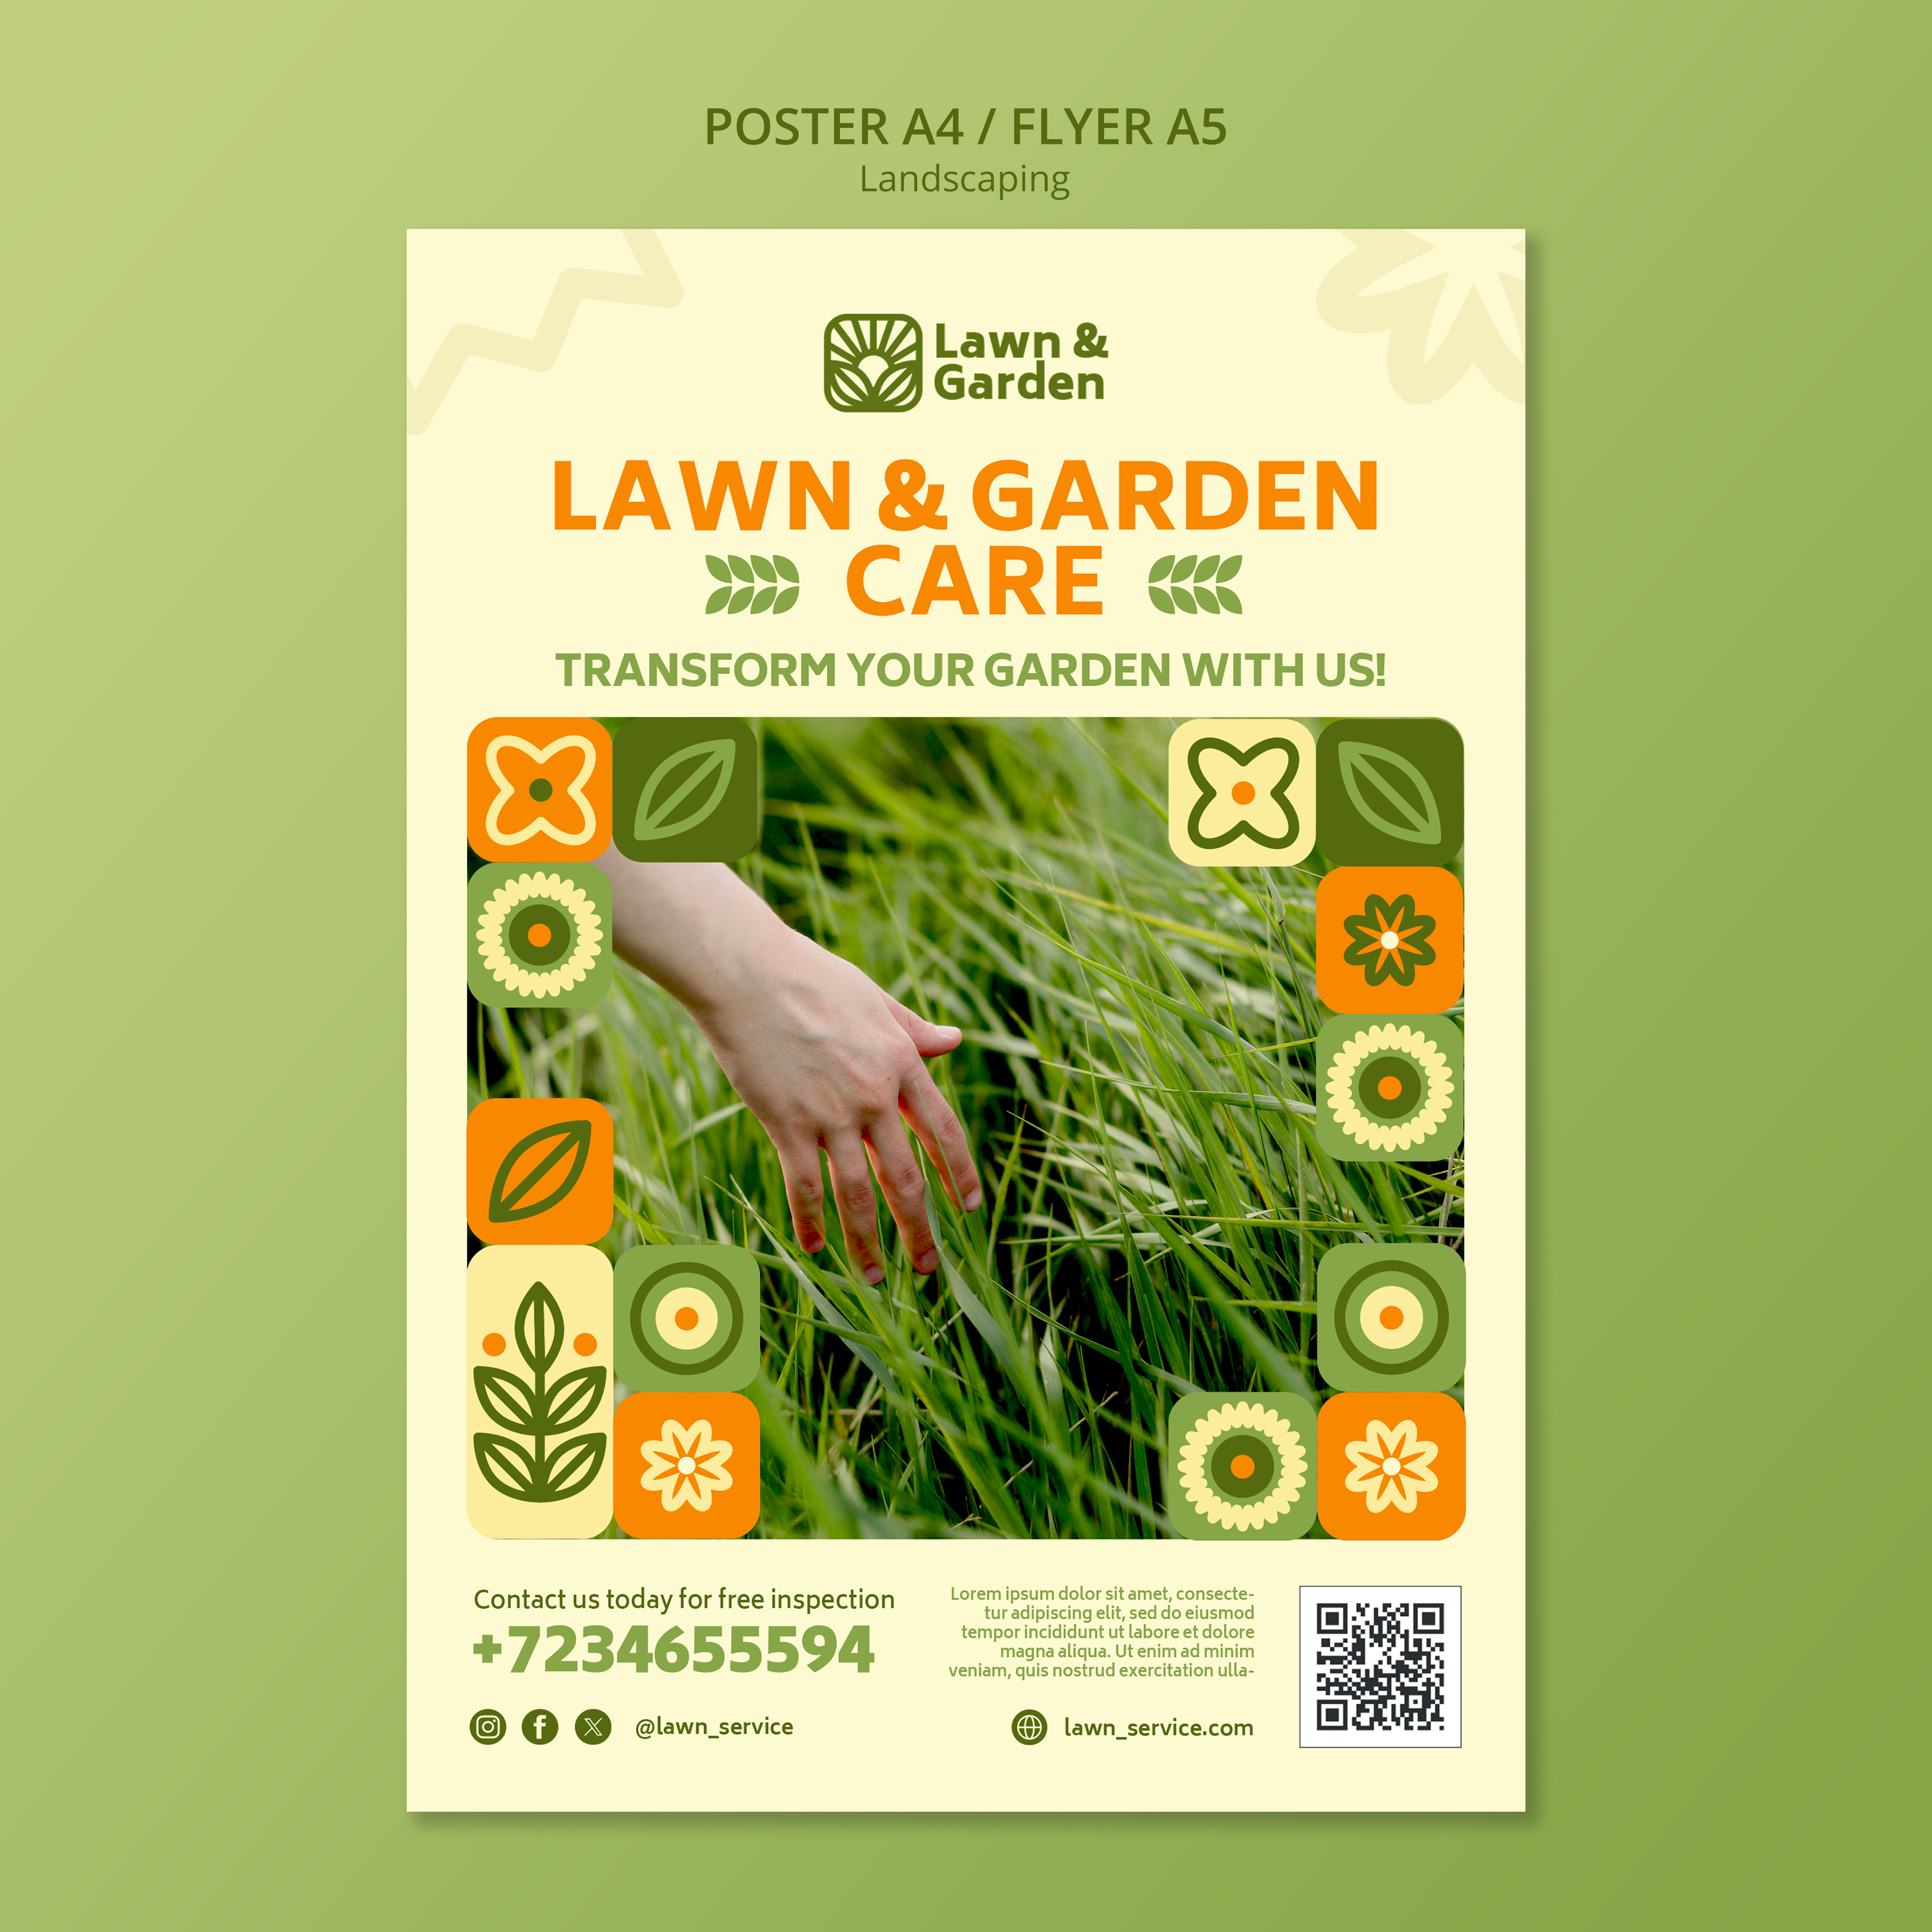 POSTER A4 / FLYER A5
Landscaping
Lawn &
Garden
LAWN & GARDEN
CARE
TRANSFORM YOUR GARDEN WITH US!
Contact us today for free inspection
+7234655594
@lawn_service
Lorem ipsum dolor sit amet, consecte-
tur adipiscing elit, sed do eiusmod
tempor incididunt ut labore et dolore
magna aliqua. Ut enim ad minim
veniam, quis nostrud exercitation ulla-
lawn_service.com